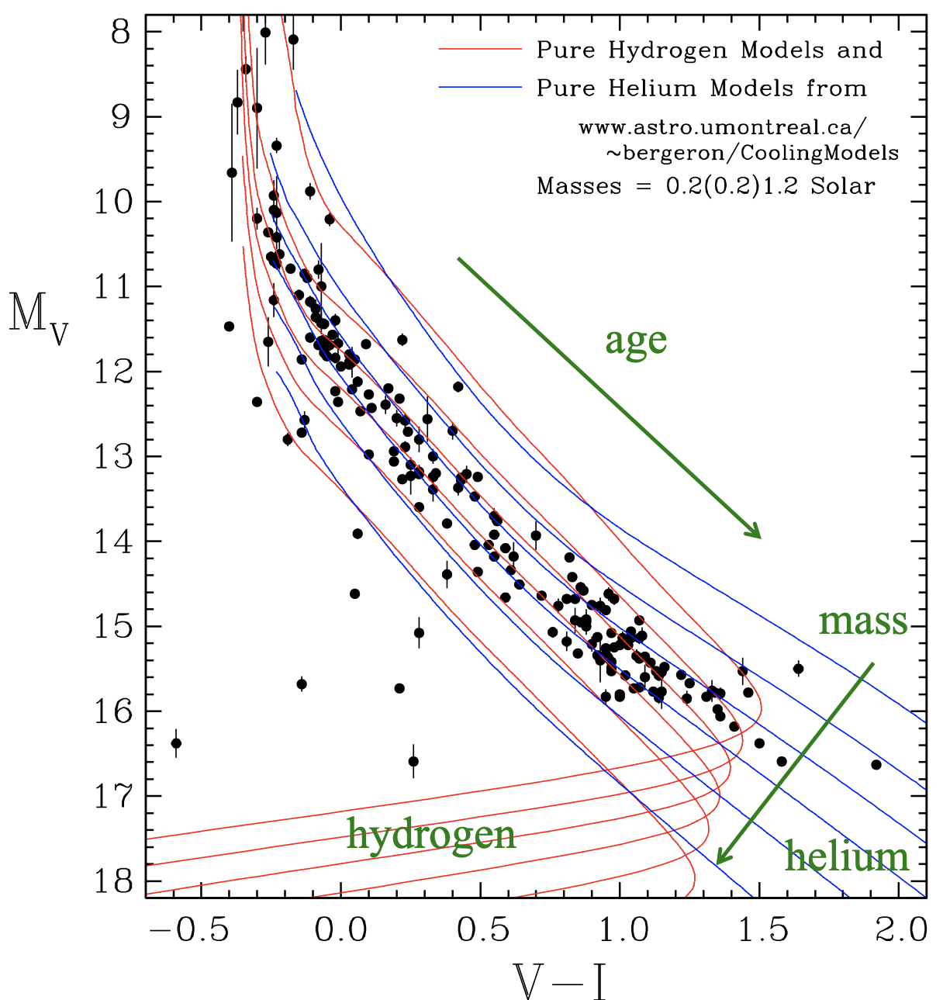 Pure Hydrogen Models and
Pure Helium Models from
www.astro.umontreal.ca/
~bergeron/CoolingModels
Masses = 0.2(0.2)1.2 Solar
age
mass
hydrogen
helium
M_V
8
9
10
11
12
13
14
15
16
17
18
−0.5
0.0
0.5
1.0
1.5
2.0
V−I